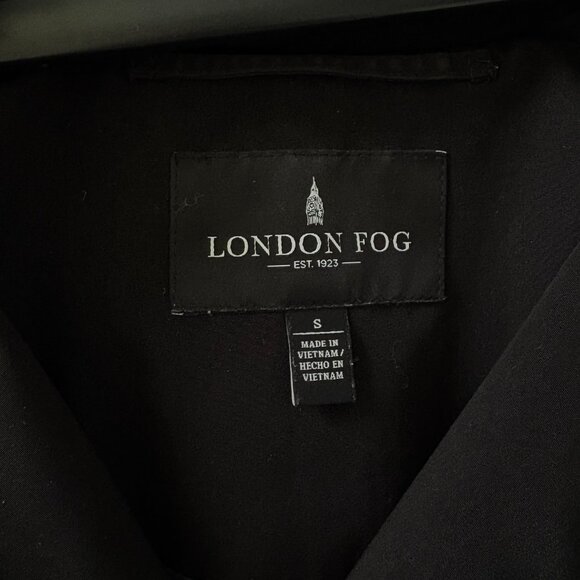 LONDON FOG
EST. 1923
S
MADE IN
VIETNAM/
HECHO EN
VIETNAM